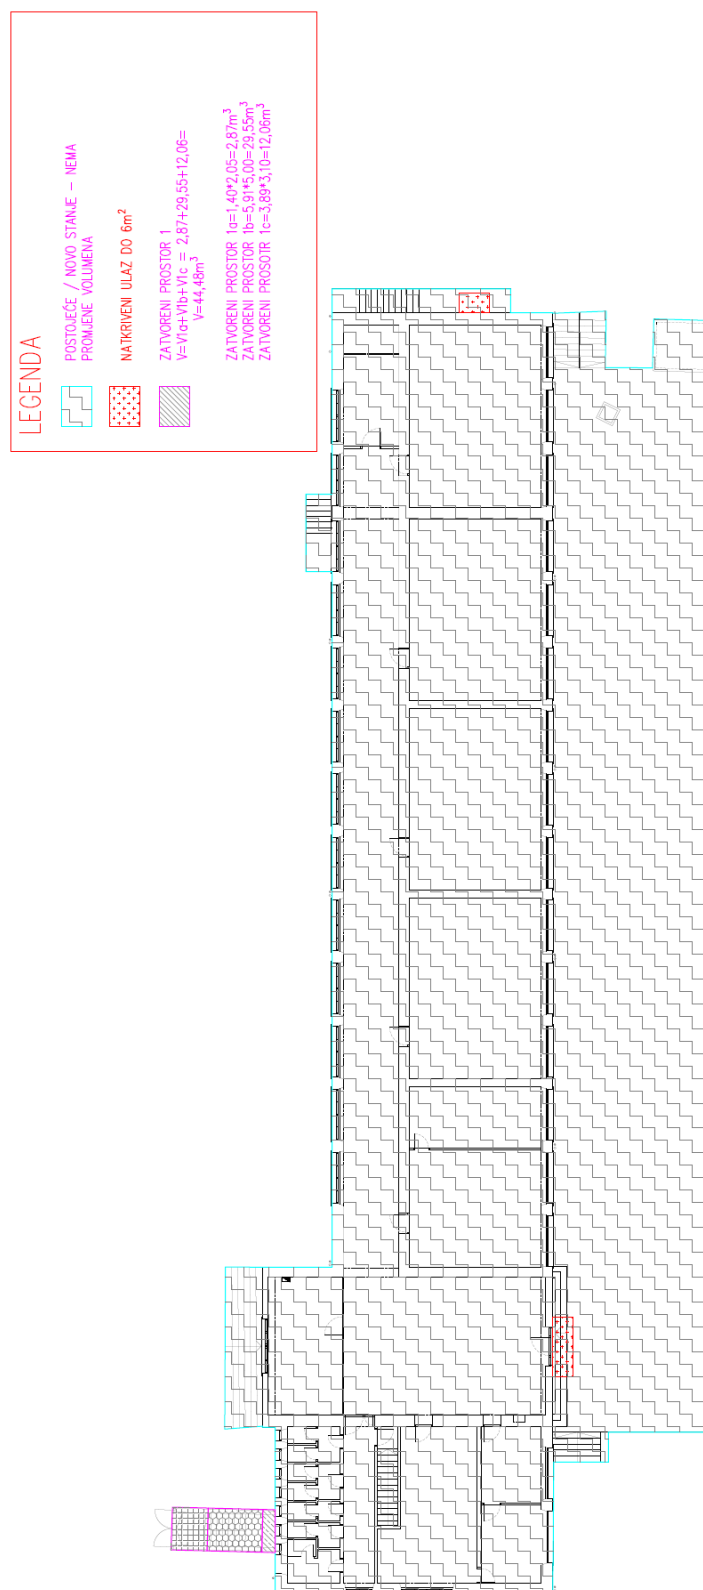 LEGENDA
POSTOJEĆE / NOVO STANJE – NEMA
PROMJENE VOLUMENA
NATKRIVENI ULAZ DO 6m²
ZATVORENI PROSTOR 1
V=V1a+V1b+V1c = 2,87+29,55+12,06=
V=44,48m³
ZATVORENI PROSTOR 1a=1,40*2,05=2,87m³
ZATVORENI PROSTOR 1b=5,91*5,00=29,55m³
ZATVORENI PROSOTR 1c=3,89*3,10=12,06m³